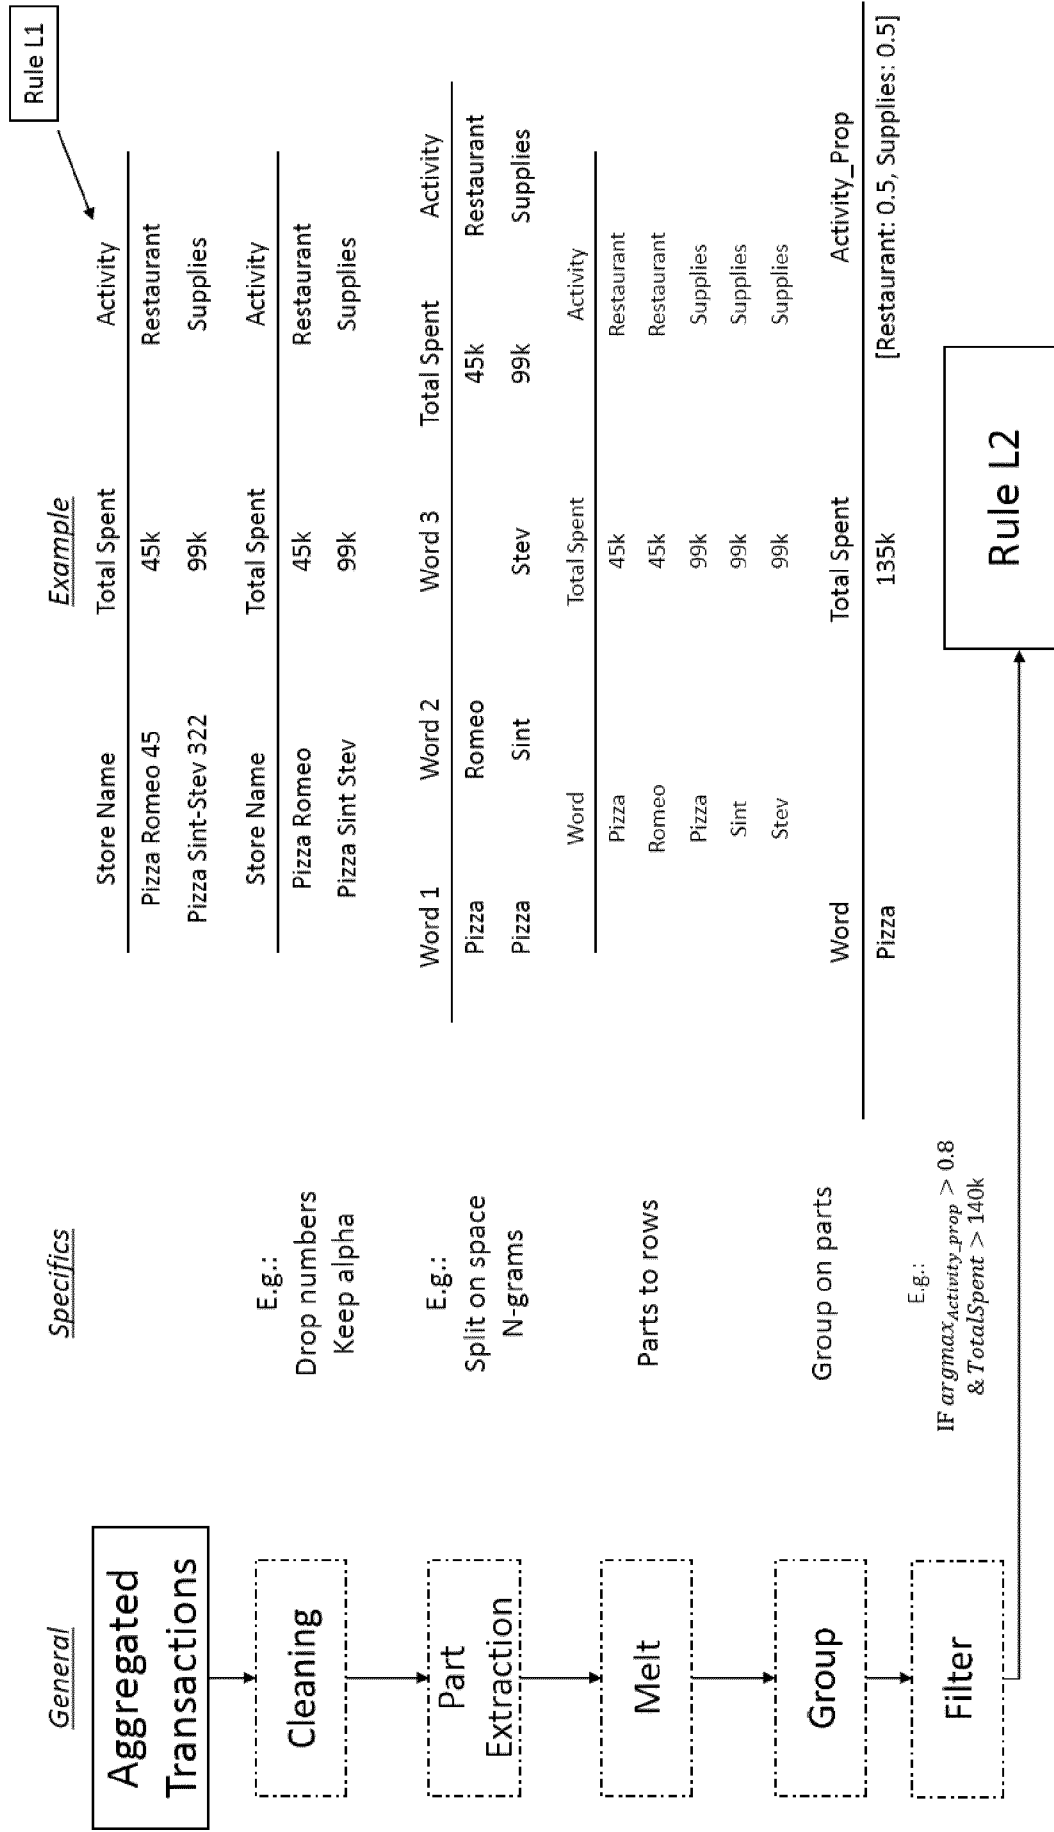 General
Specifics
Example
Rule L1
Aggregated
Transactions
Store Name Total Spent Activity
Pizza Romeo 45 45k Restaurant
Pizza Sint-Stev 322 99k Supplies
Cleaning
E.g.:
Drop numbers
Keep alpha
Store Name Total Spent Activity
Pizza Romeo 45k Restaurant
Pizza Sint Stev 99k Supplies
Part
Extraction
E.g.:
Split on space
N-grams
Word 1 Word 2 Word 3 Total Spent Activity
Pizza Romeo 45k Restaurant
Pizza Sint Stev 99k Supplies
Melt
Parts to rows
Word Total Spent Activity
Pizza 45k Restaurant
Romeo 45k Restaurant
Pizza 99k Supplies
Sint 99k Supplies
Stev 99k Supplies
Group
Group on parts
Word Total Spent Activity_Prop
Pizza 135k [Restaurant: 0.5, Supplies: 0.5]
Filter
E.g.:
IF argmax_Activity_prop > 0.8
& TotalSpent > 140k
Rule L2